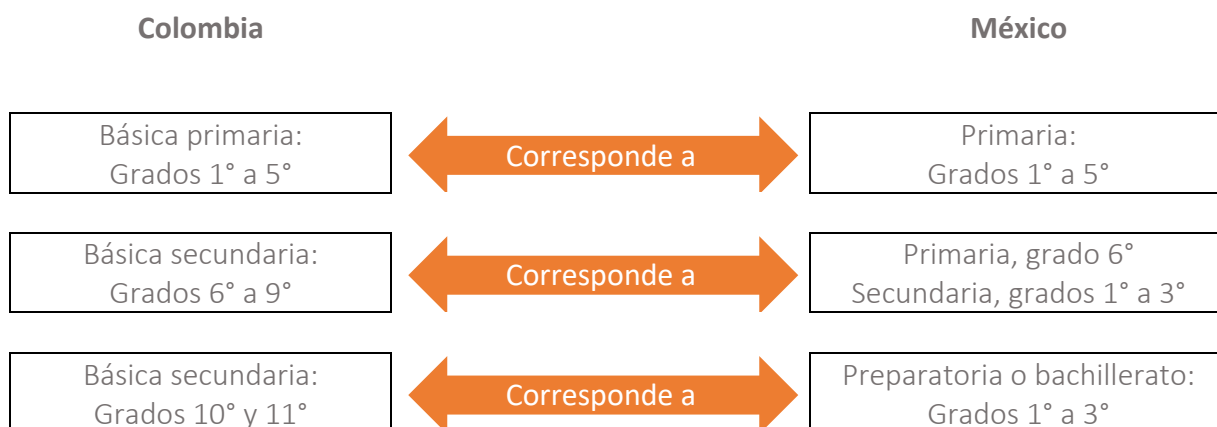 Colombia
México
Básica primaria:
Grados 1° a 5°
Corresponde a
Primaria:
Grados 1° a 5°
Básica secundaria:
Grados 6° a 9°
Corresponde a
Primaria, grado 6°
Secundaria, grados 1° a 3°
Básica secundaria:
Grados 10° y 11°
Corresponde a
Preparatoria o bachillerato:
Grados 1° a 3°